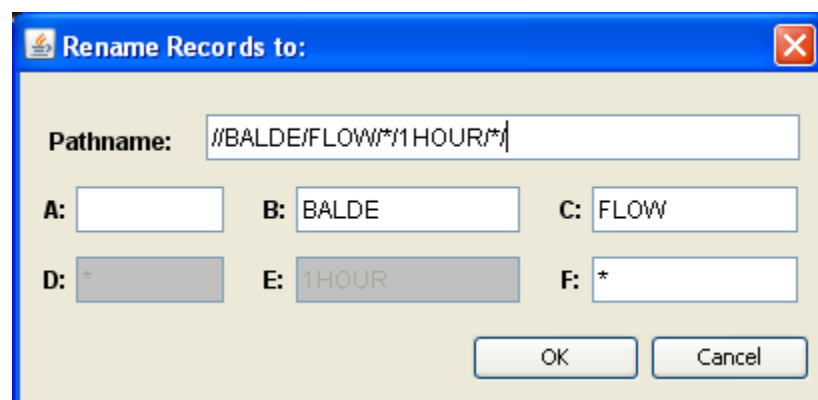 Rename Records to:
Pathname: //BALDE/FLOW/*/1HOUR/*/
A: B: BALDE C: FLOW
D: * E: 1HOUR F: *
OK Cancel